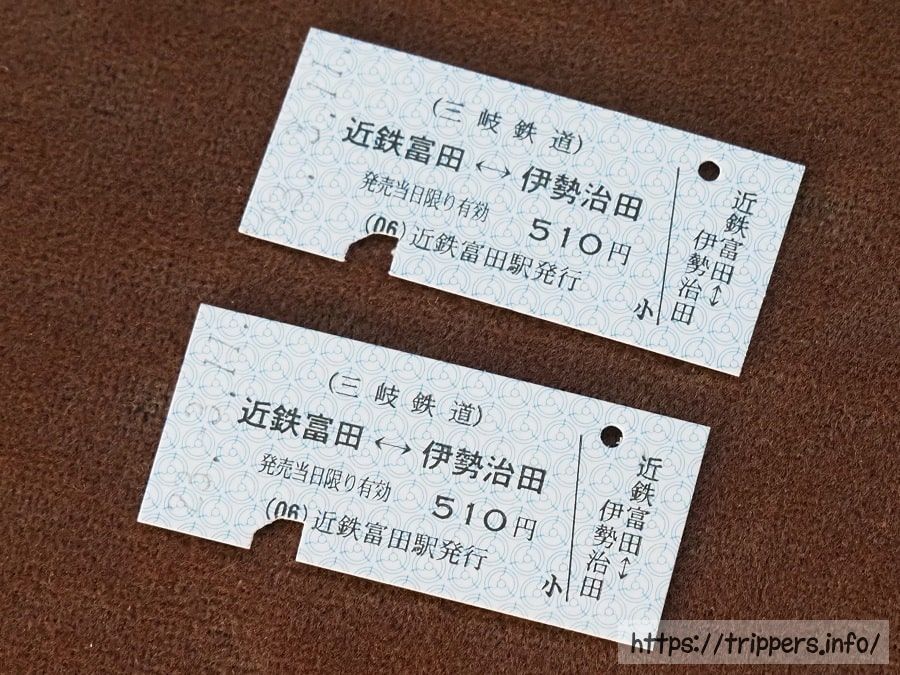 (三岐鉄道)
近鉄富田↔伊勢治田
発売当日限り有効
510円
(06)近鉄富田駅発行
小
近鉄富田↔
伊勢治田
(三岐鉄道)
近鉄富田↔伊勢治田
発売当日限り有効
510円
(06)近鉄富田駅発行
小
近鉄富田↔
伊勢治田
https://trippers.info/